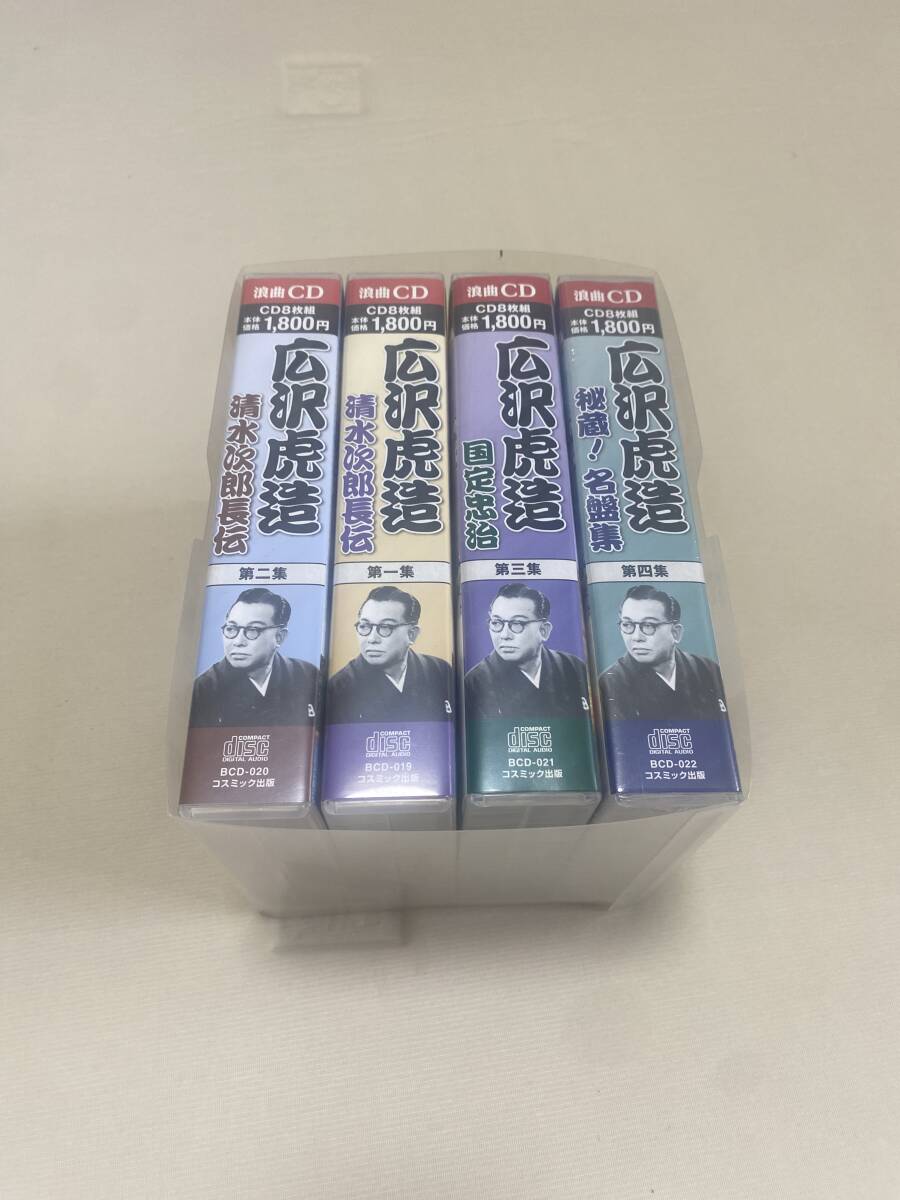 浪曲CD
CD8枚組
本体価格 1,800円
広沢虎造
清水次郎長伝
第二集
COMPACT
disc
DIGITAL AUDIO
BCD-020
コスミック出版
浪曲CD
CD8枚組
本体価格 1,800円
広沢虎造
清水次郎長伝
第一集
COMPACT
disc
DIGITAL AUDIO
BCD-019
コスミック出版
浪曲CD
CD8枚組
本体価格 1,800円
広沢虎造
国定忠治
第三集
COMPACT
disc
DIGITAL AUDIO
BCD-021
コスミック出版
浪曲CD
CD8枚組
本体価格 1,800円
広沢虎造
秘蔵!名盤集
第四集
COMPACT
disc
DIGITAL AUDIO
BCD-022
コスミック出版